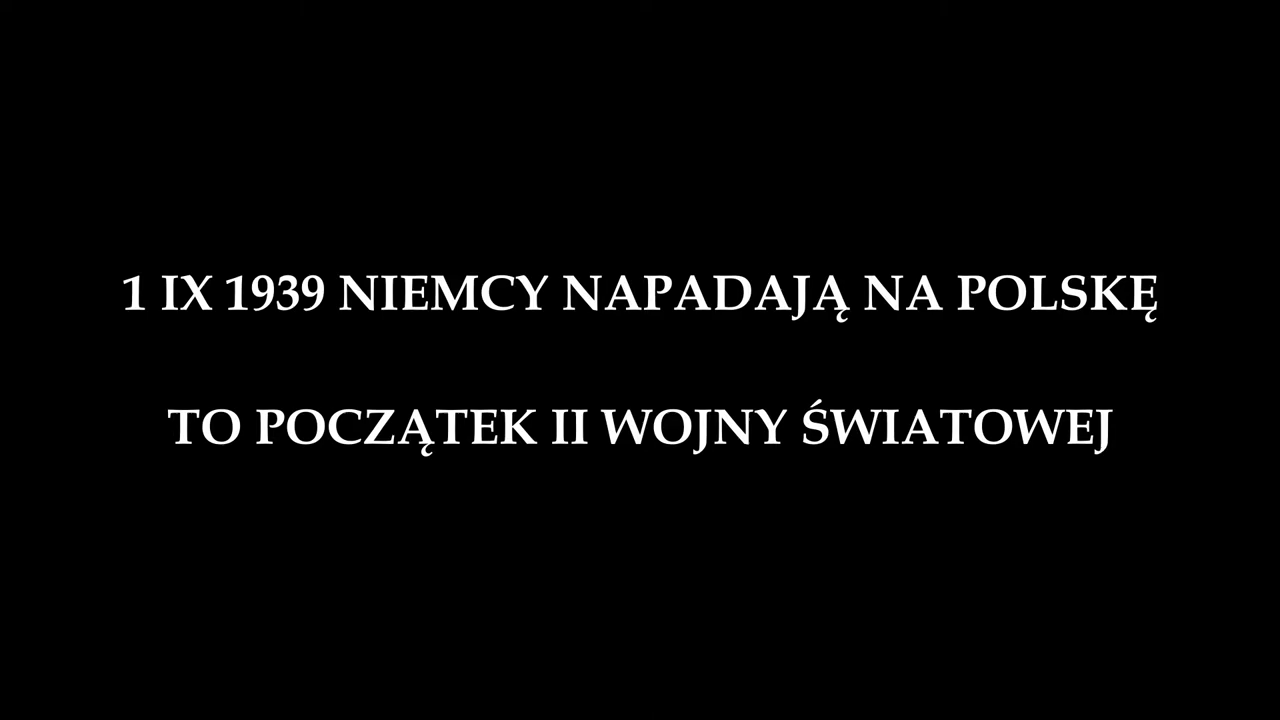 1 IX 1939 NIEMCY NAPADAJĄ NA POLSKĘ
TO POCZĄTEK II WOJNY ŚWIATOWEJ